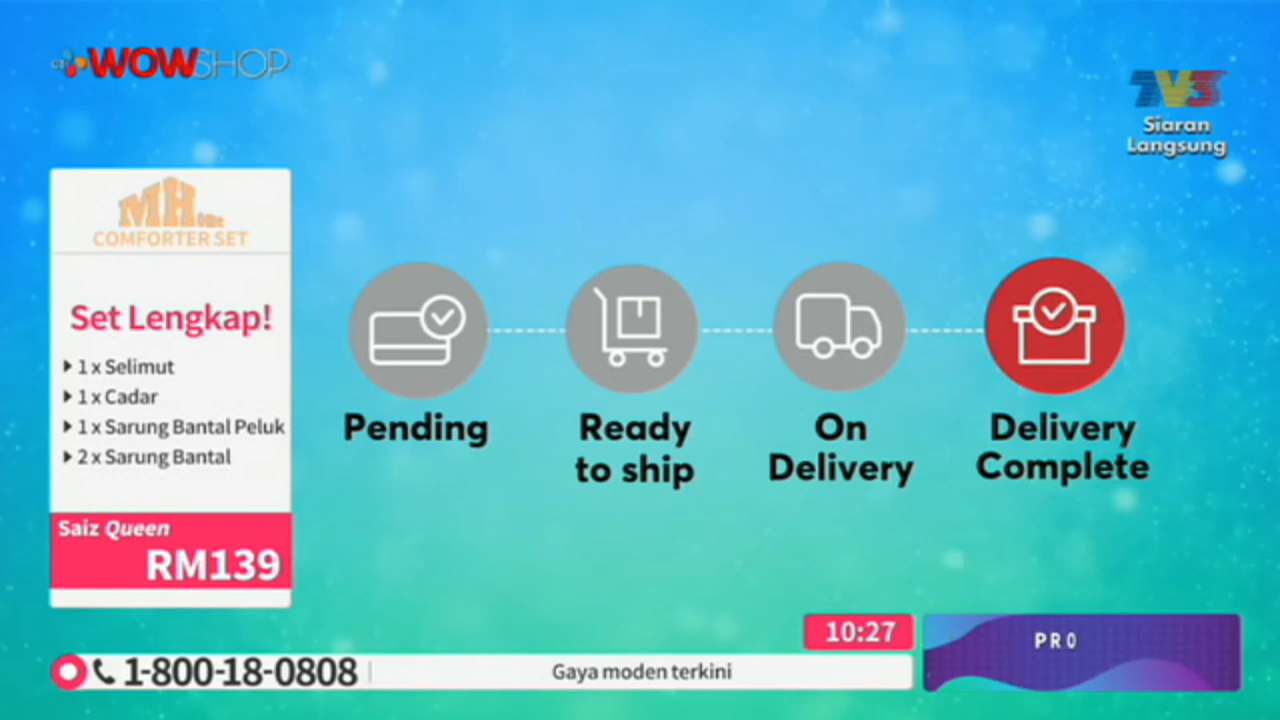 CJ WOWSHOP
TV3
Siaran
Langsung
MHome
COMFORTER SET
Set Lengkap!
1 x Selimut
1 x Cadar
1 x Sarung Bantal Peluk
2 x Sarung Bantal
Saiz Queen
RM139
Pending
Ready
to ship
On
Delivery
Delivery
Complete
10:27
PRO
1-800-18-0808
Gaya moden terkini